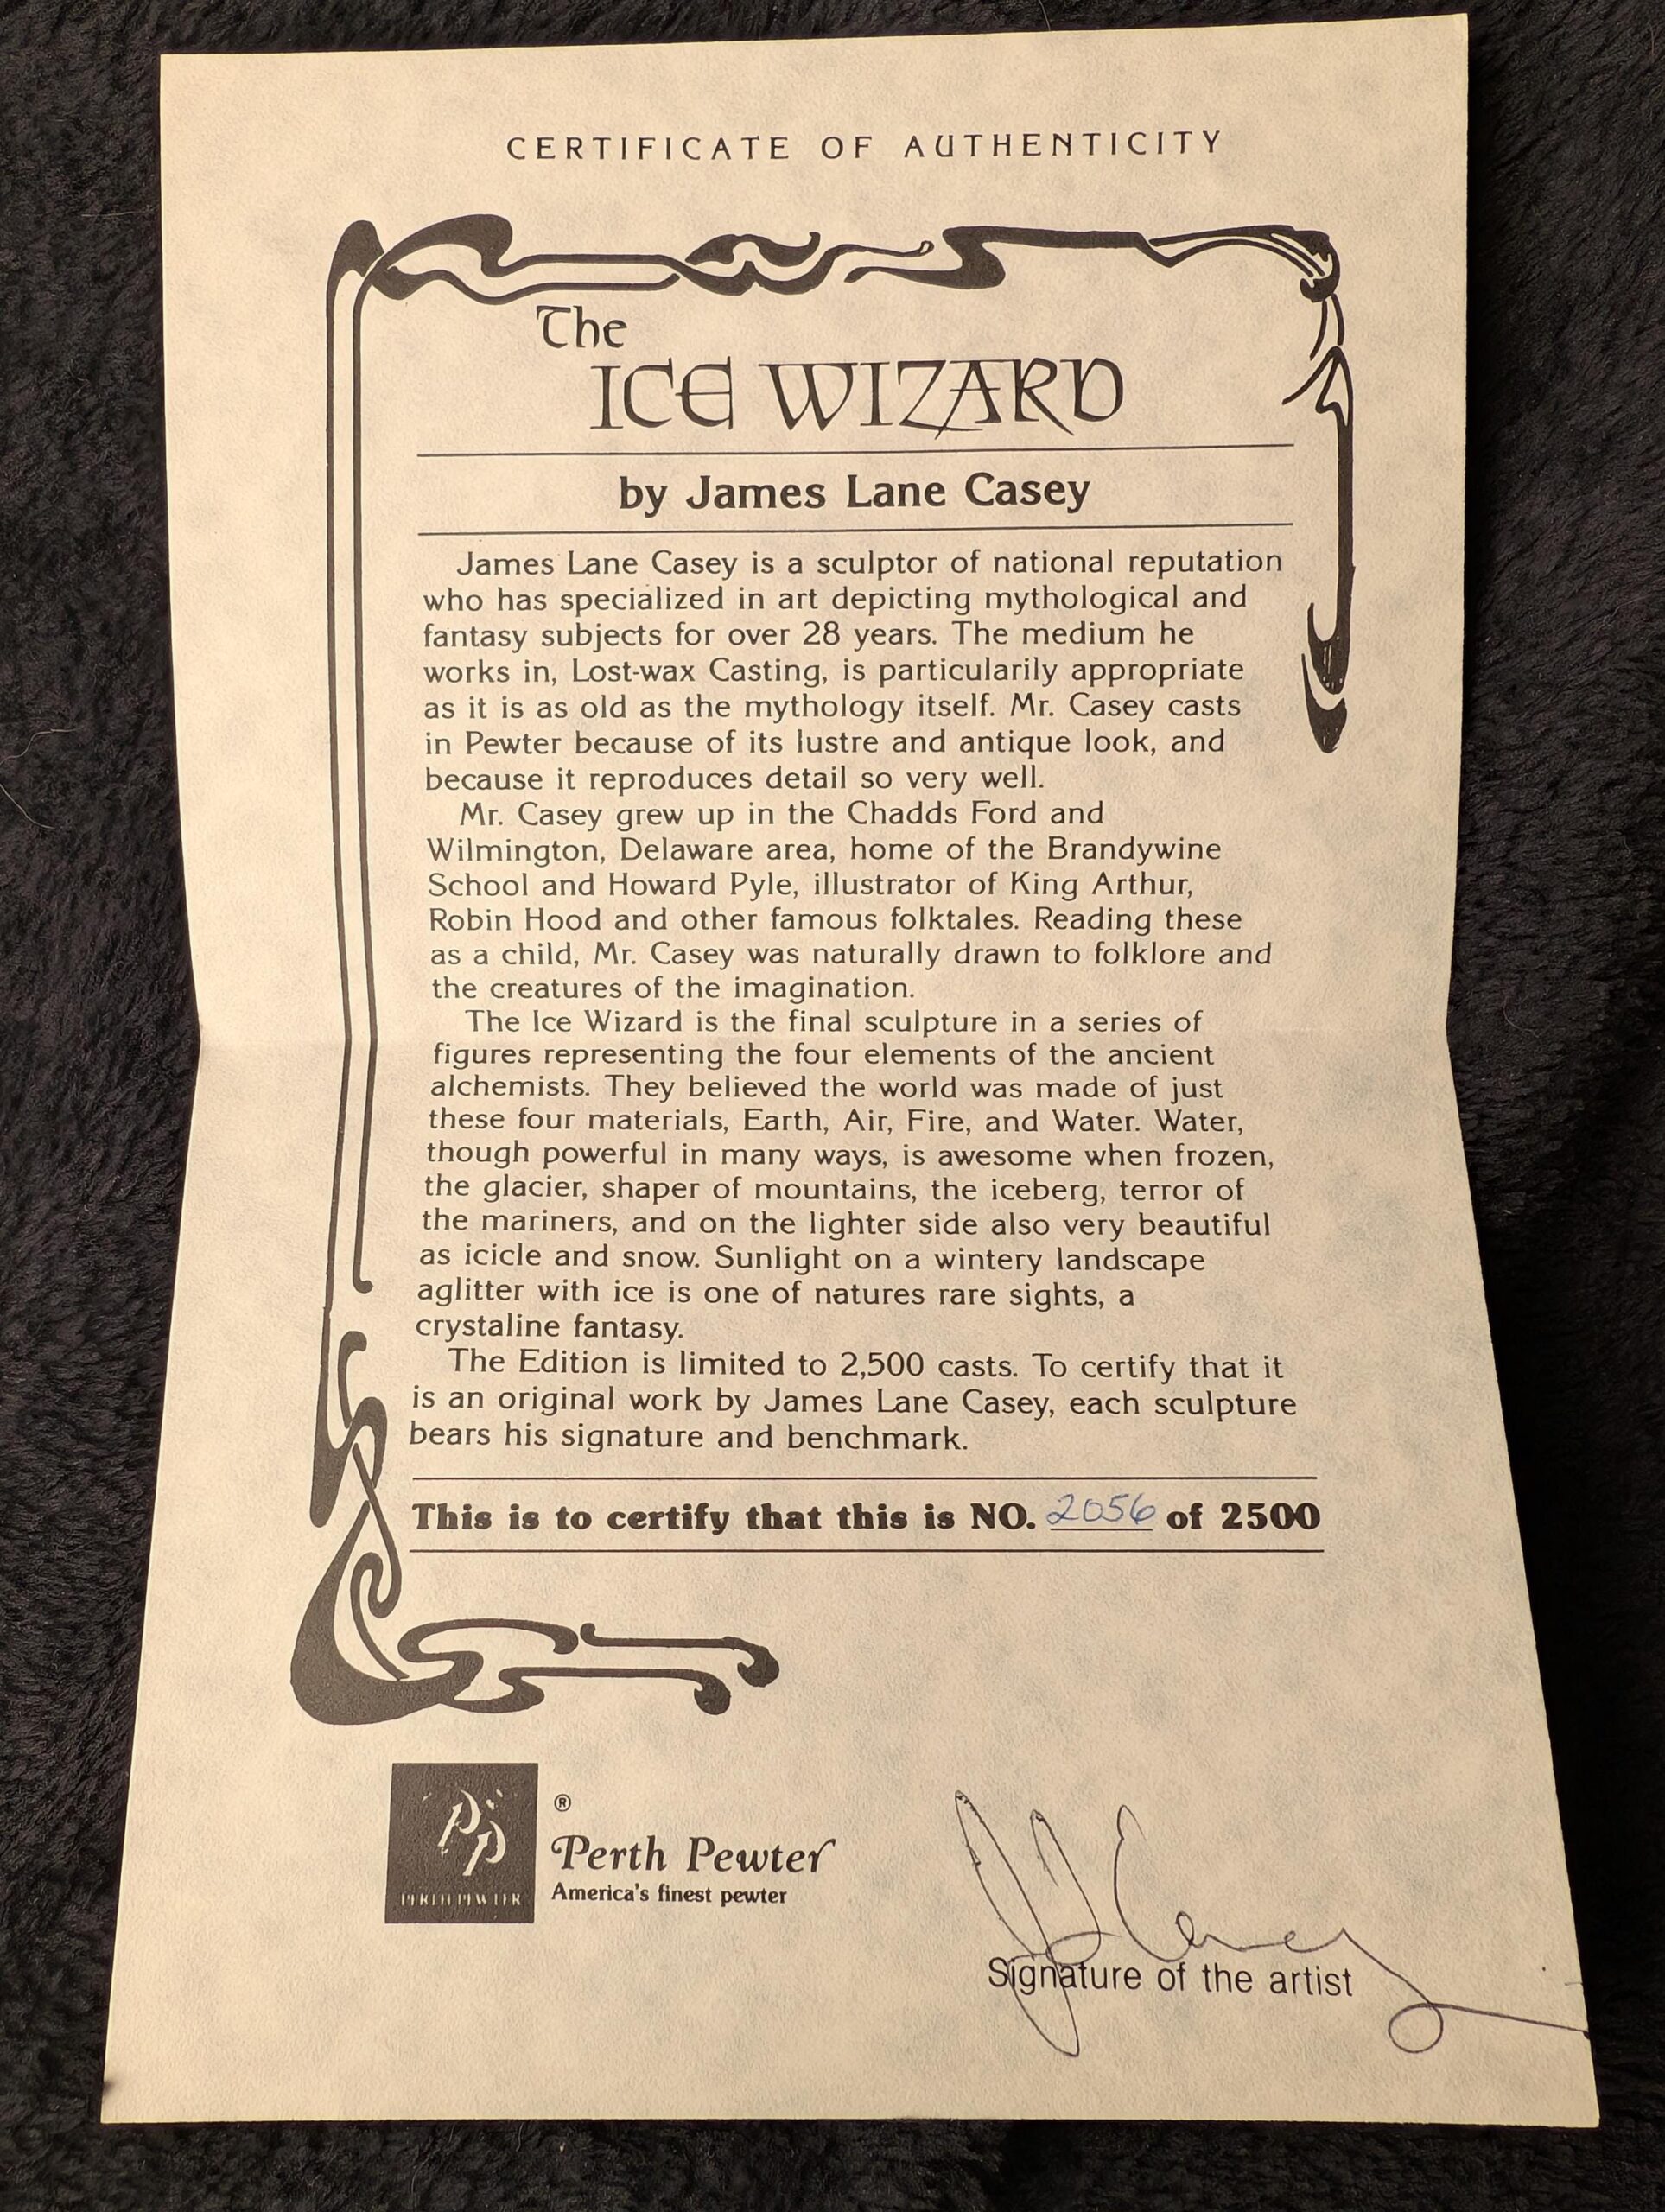 CERTIFICATE OF AUTHENTICITY
The
ICE WIZARD
by James Lane Casey
James Lane Casey is a sculptor of national reputation
who has specialized in art depicting mythological and
fantasy subjects for over 28 years. The medium he
works in, Lost-wax Casting, is particularily appropriate
as it is as old as the mythology itself. Mr. Casey casts
in Pewter because of its lustre and antique look, and
because it reproduces detail so very well.
Mr. Casey grew up in the Chadds Ford and
Wilmington, Delaware area, home of the Brandywine
School and Howard Pyle, illustrator of King Arthur,
Robin Hood and other famous folktales. Reading these
as a child, Mr. Casey was naturally drawn to folklore and
the creatures of the imagination.
The Ice Wizard is the final sculpture in a series of
figures representing the four elements of the ancient
alchemists. They believed the world was made of just
these four materials, Earth, Air, Fire, and Water. Water,
though powerful in many ways, is awesome when frozen,
the glacier, shaper of mountains, the iceberg, terror of
the mariners, and on the lighter side also very beautiful
as icicle and snow. Sunlight on a wintery landscape
aglitter with ice is one of natures rare sights, a
crystaline fantasy.
The Edition is limited to 2,500 casts. To certify that it
is an original work by James Lane Casey, each sculpture
bears his signature and benchmark.
This is to certify that this is NO. 2056 of 2500
PP
PERTH PEWTER
®
Perth Pewter
America's finest pewter
J L Casey
Signature of the artist